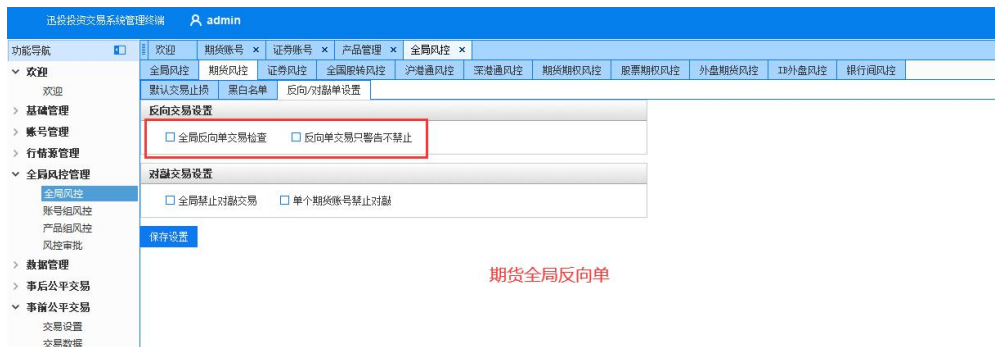 迅投投资交易系统管理终端 admin
功能导航
欢迎 期货账号 × 证券账号 × 产品管理 × 全局风控 ×
欢迎
全局风控 期货风控 证券风控 全国股转风控 沪港通风控 深港通风控 期货期权风控 股票期权风控 外盘期货风控 IB外盘风控 银行间风控
欢迎
默认交易止损 黑白名单 反向/对敲单设置
基础管理
反向交易设置
账号管理
全局反向单交易检查 反向单交易只警告不禁止
行情源管理
全局风控管理
对敲交易设置
全局风控
全局禁止对敲交易 单个期货账号禁止对敲
账号组风控
产品组风控
保存设置
风控审批
数据管理
期货全局反向单
事后公平交易
事前公平交易
交易设置
交易数据